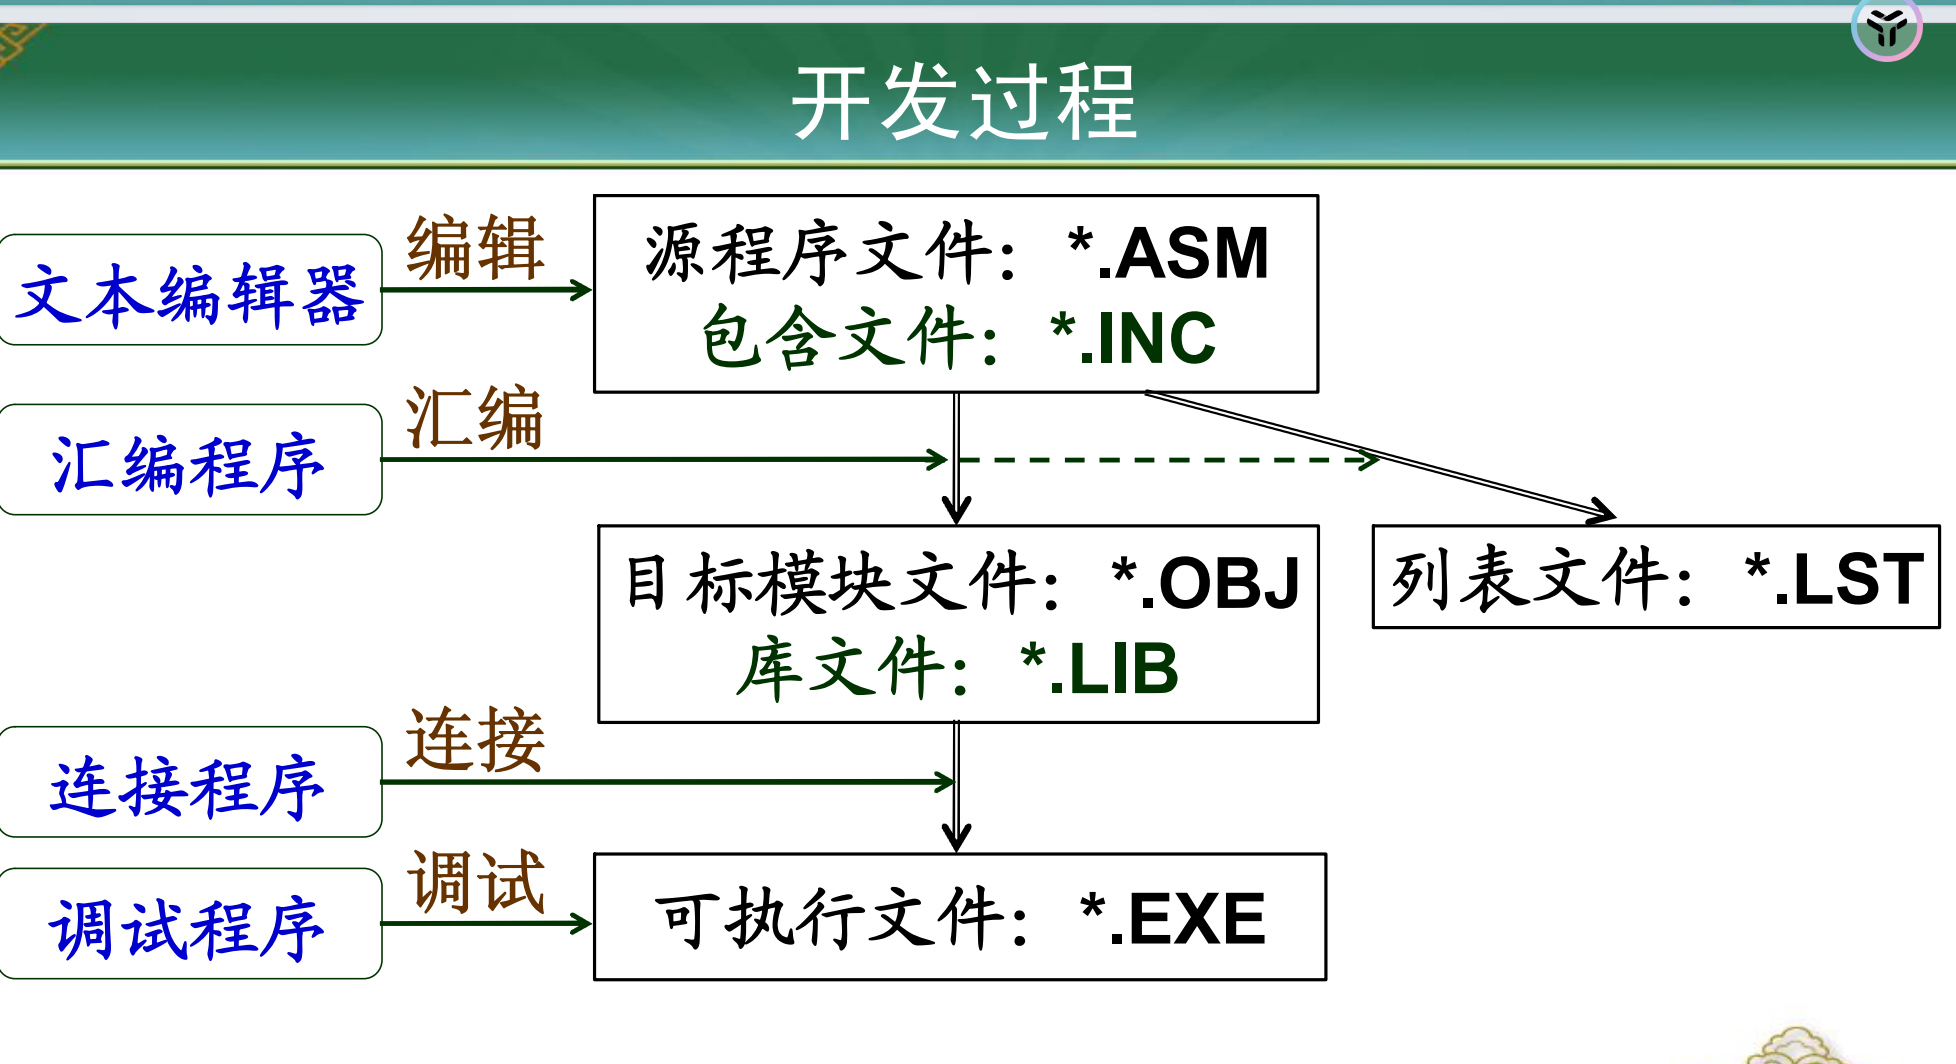 开发过程
文本编辑器
编辑
源程序文件：*.ASM
包含文件：*.INC
汇编程序
汇编
目标模块文件：*.OBJ
库文件：*.LIB
列表文件：*.LST
连接程序
连接
调试程序
调试
可执行文件：*.EXE